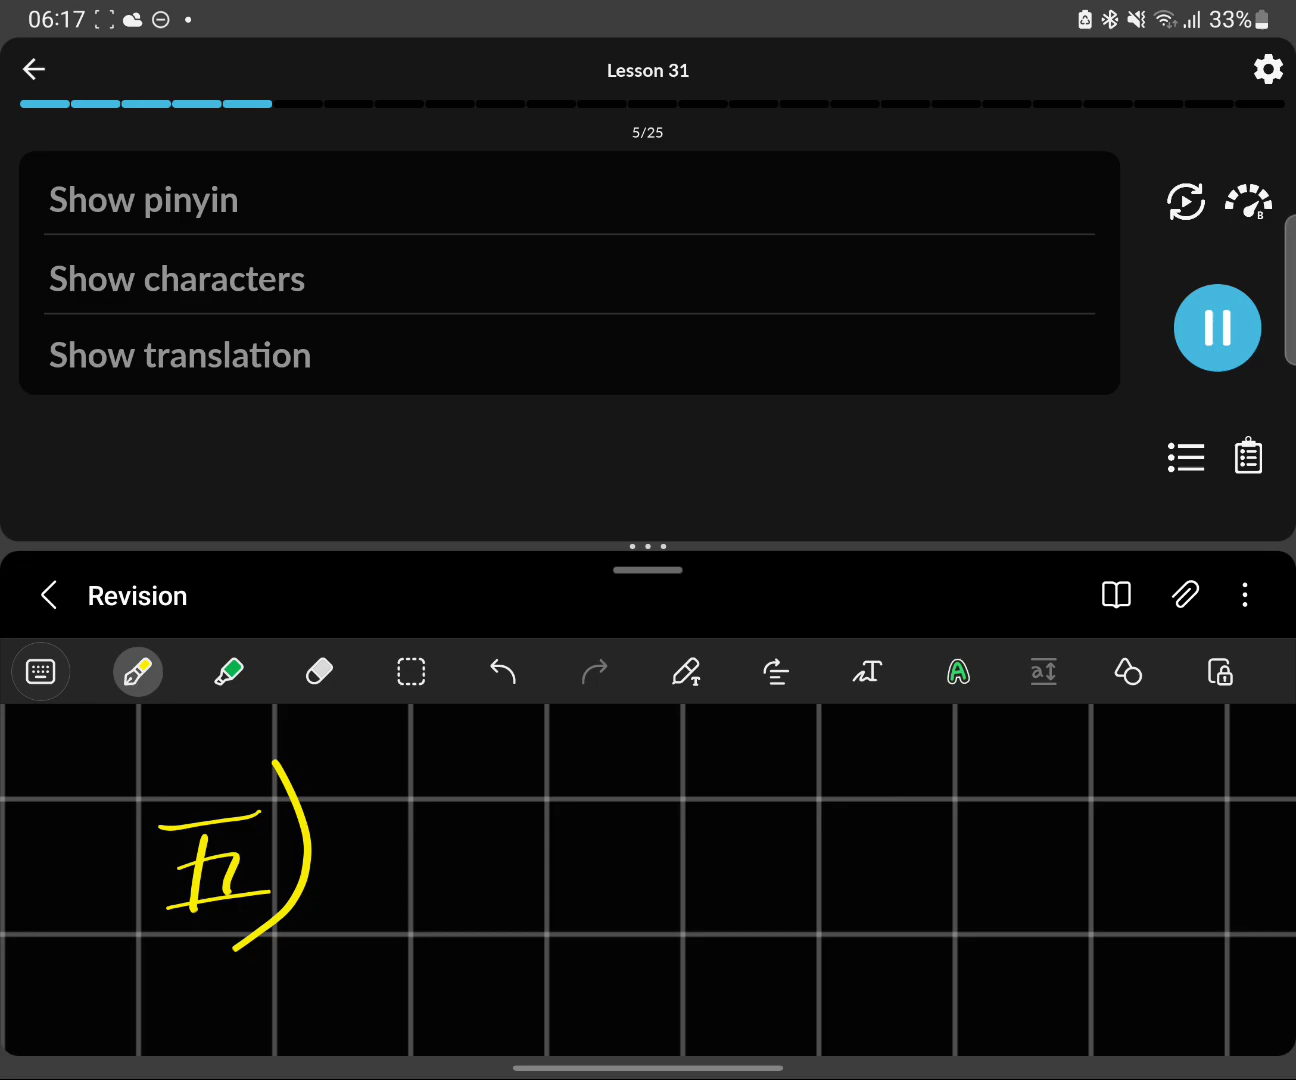 06:17
33%
Lesson 31
5/25
Show pinyin
Show characters
Show translation
B
Revision
T
T
A
a
五)